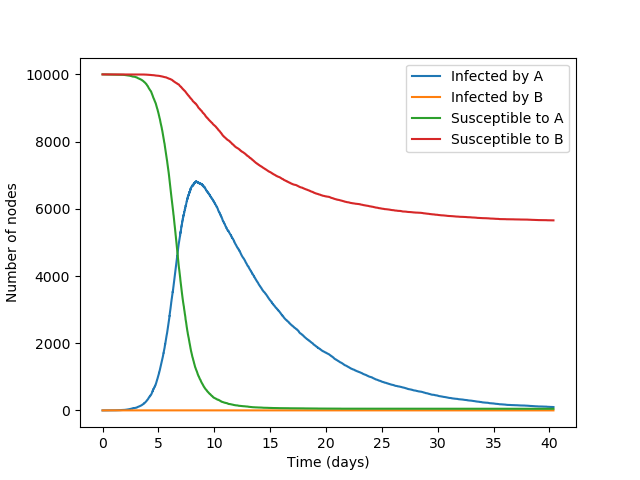 10000
8000
6000
4000
2000
0
Number of nodes
Infected by A
Infected by B
Susceptible to A
Susceptible to B
0 5 10 15 20 25 30 35 40
Time (days)